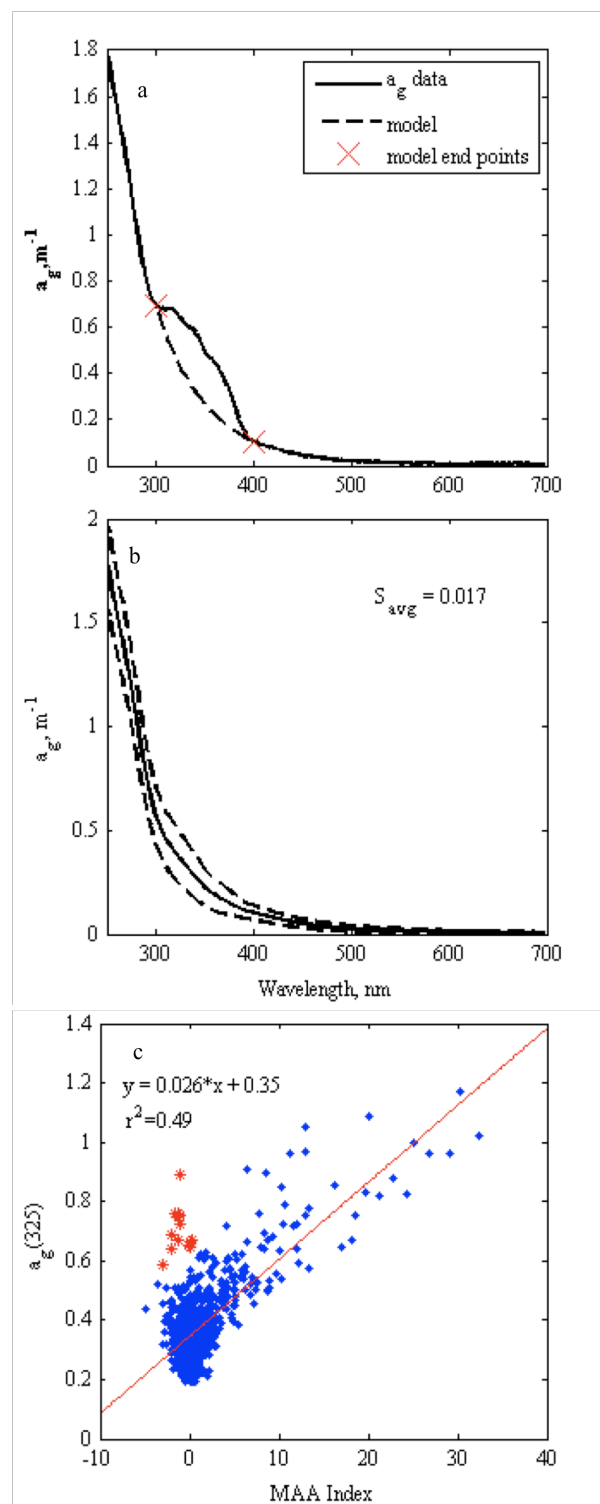 1.8
1.6
1.4
1.2
1
0.8
0.6
0.4
0.2
0
a
a_g data
model
model end points
a_g,m^-1
300 400 500 600 700
2
1.5
1
0.5
0
b
S_avg = 0.017
a_g, m^-1
300 400 500 600 700
Wavelength, nm
1.4
1.2
1
0.8
0.6
0.4
0.2
0
c
y = 0.026*x + 0.35
r^2=0.49
a_g(325)
-10 0 10 20 30 40
MAA Index